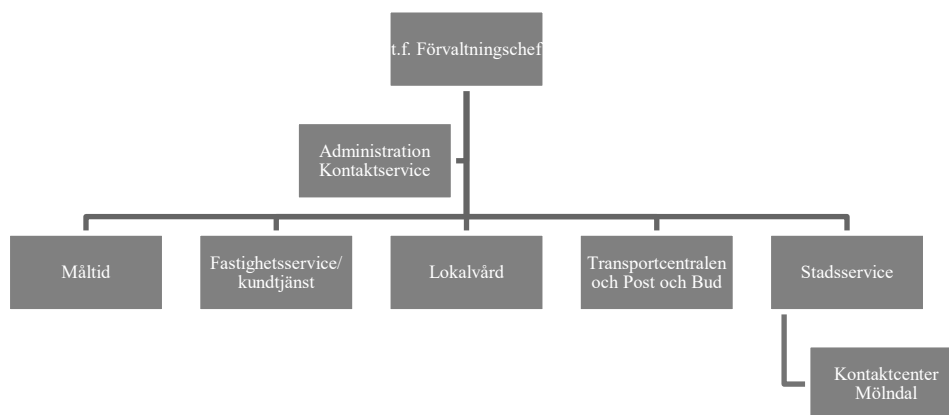 t.f. Förvaltningschef
Administration
Kontaktservice
Måltid
Fastighetsservice/
kundtjänst
Lokalvård
Transportcentralen
och Post och Bud
Stadsservice
Kontaktcenter
Mölndal